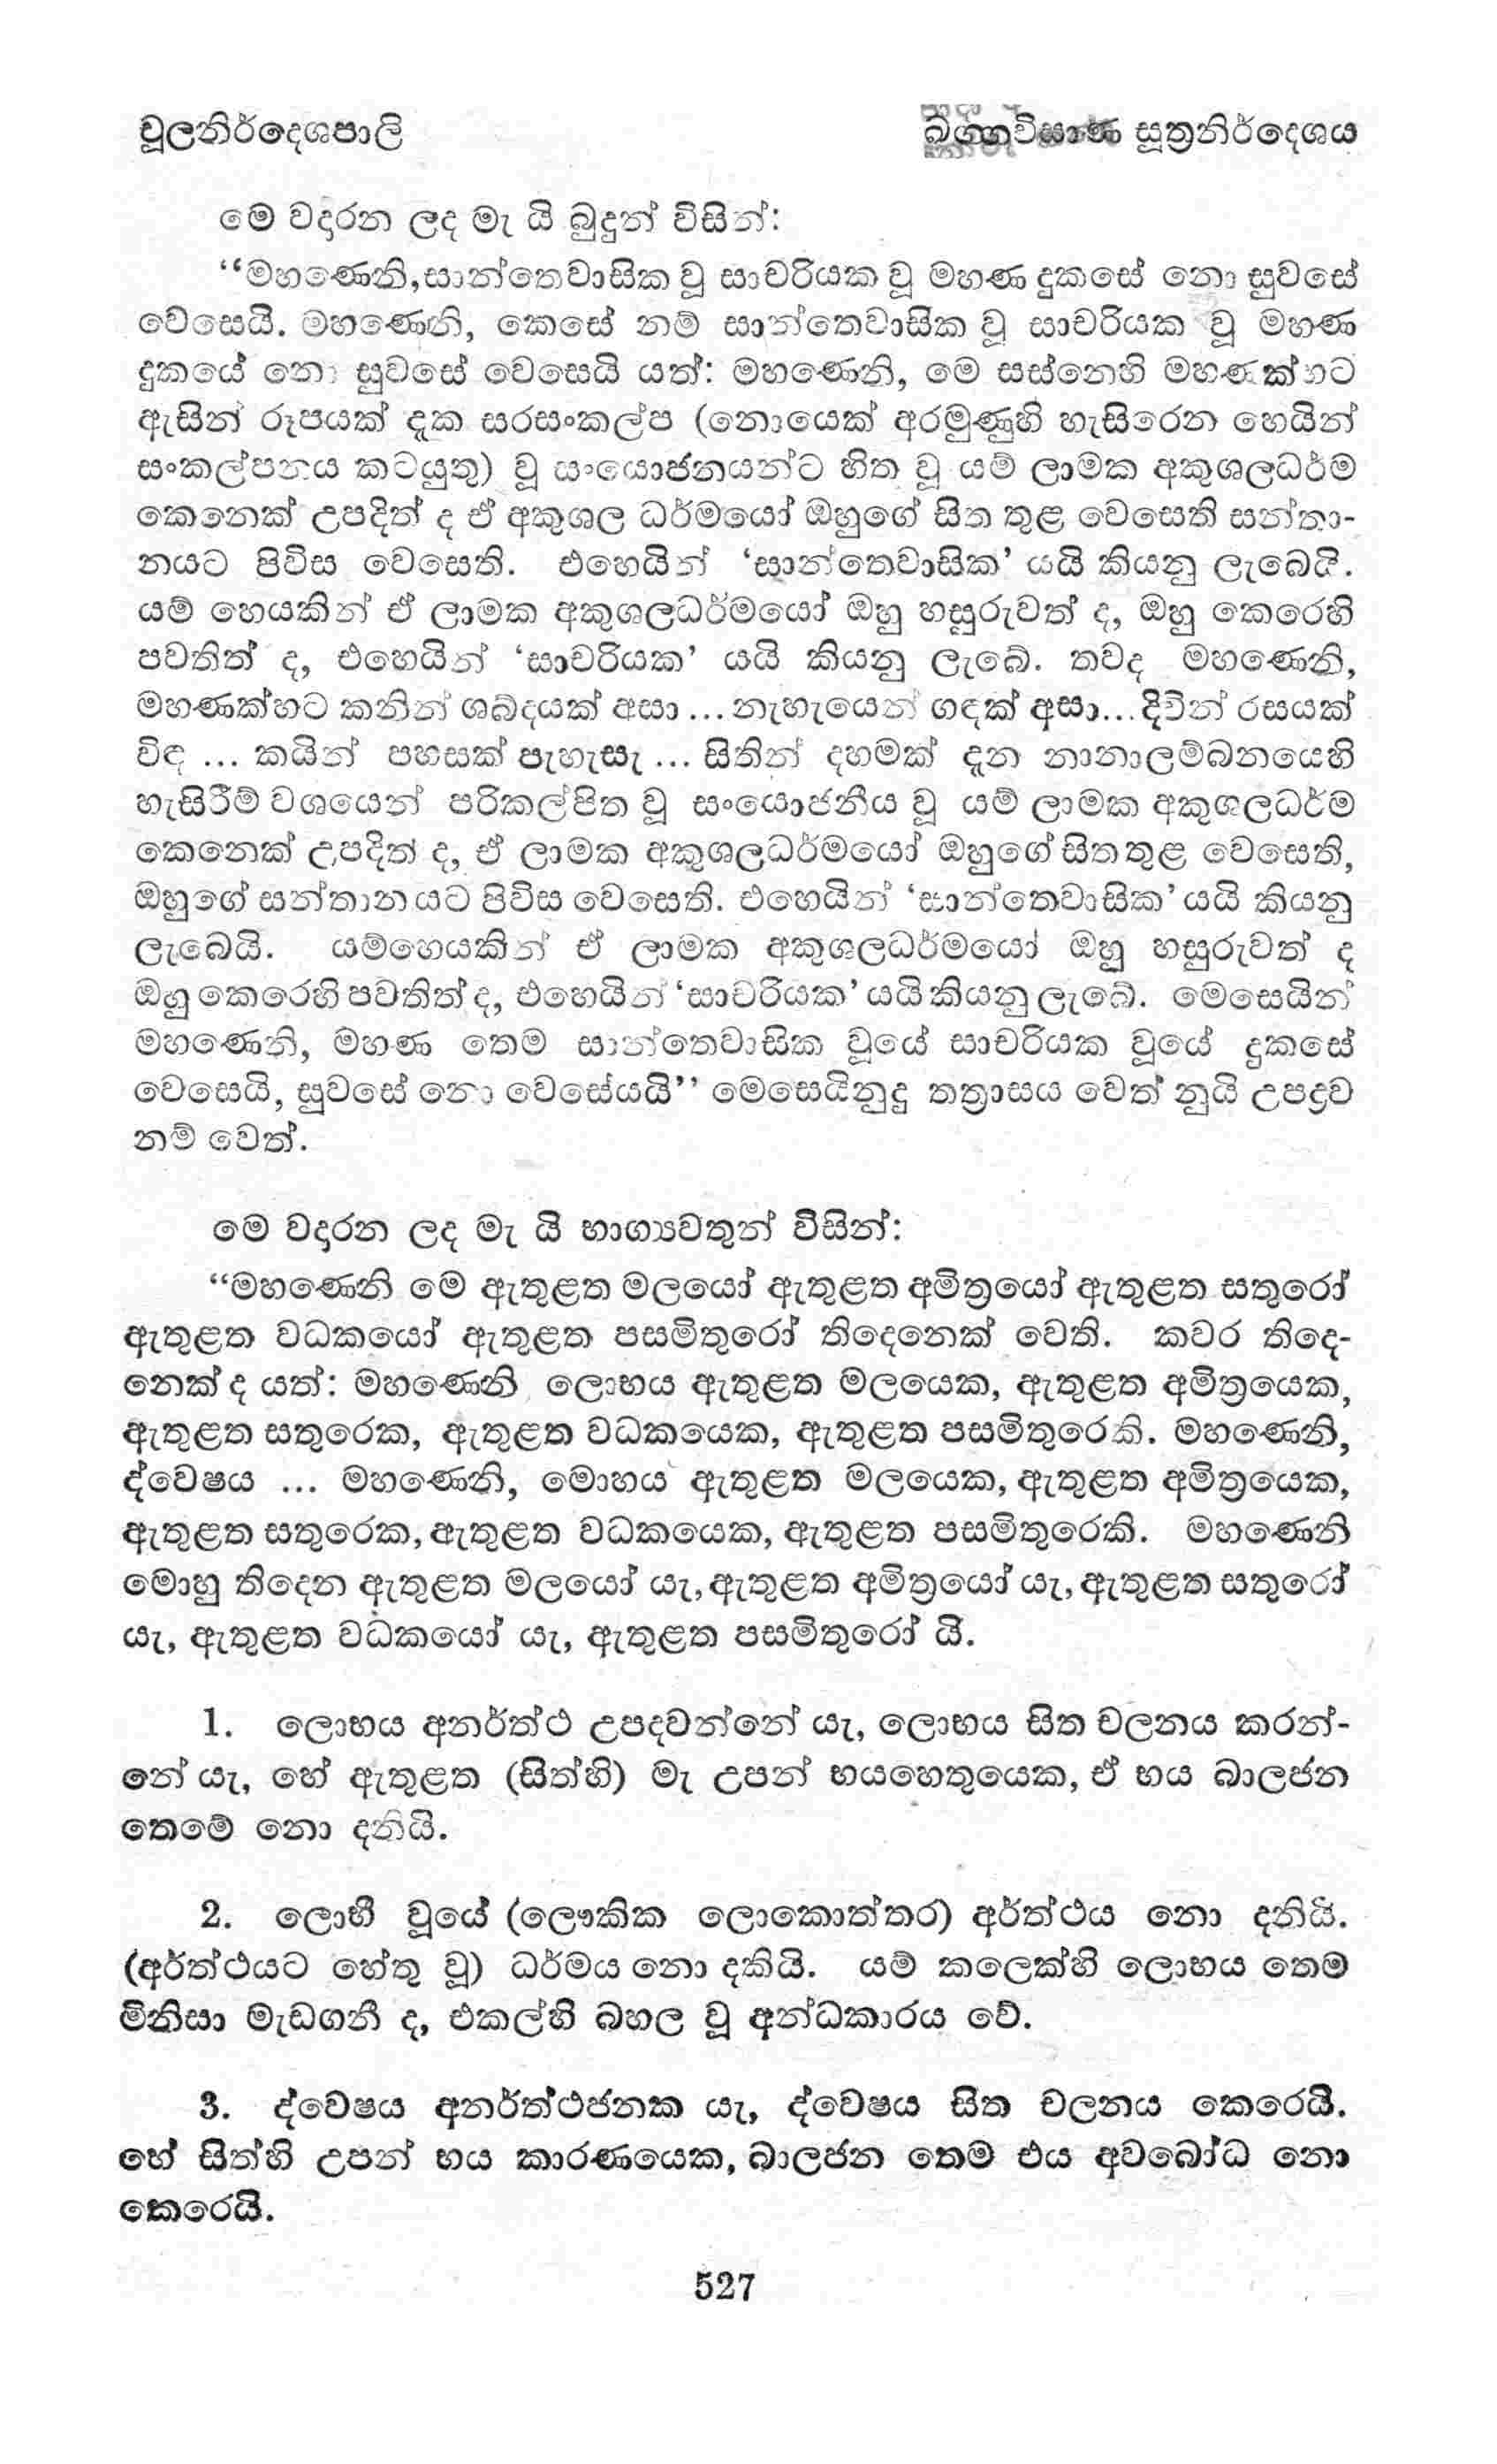 චූලනිර්දෙශපාලි
ඛග්ගවිසාණ සූත්‍රනිර්දෙශය
මෙ වදාරන ලද මැ යි බුදුන් විසින්:
“මහණෙනි, සාන්තෙවාසික වූ සාචරියක වූ මහණ දුකසේ නො සුවසේ
වෙසෙයි. මහණෙනි, කෙසේ නම් සාන්තෙවාසික වූ සාචරියක වූ මහණ
දුකයේ නො සුවසේ වෙසෙයි යත්: මහණෙනි, මෙ සස්නෙහි මහණක්හට
ඇසින් රූපයක් දැක සරසංකල්ප (නොයෙක් අරමුණුහි හැසිරෙන හෙයින්
සංකල්පනය කටයුතු) වූ සංයොජනයන්ට හිත වූ යම් ලාමක අකුශලධර්ම
කෙනෙක් උපදිත් ද ඒ අකුශල ධර්මයෝ ඔහුගේ සිත තුළ වෙසෙති සන්තා-
නයට පිවිස වෙසෙති. එහෙයින් ‘සාන්තෙවාසික’ යයි කියනු ලැබෙයි.
යම් හෙයකින් ඒ ලාමක අකුශලධර්මයෝ ඔහු හසුරුවත් ද, ඔහු කෙරෙහි
පවතිත් ද, එහෙයින් ‘සාචරියක’ යයි කියනු ලැබේ. තවද මහණෙනි,
මහණක්හට කනින් ශබ්දයක් අසා ... නැහැයෙන් ගඳක් අසා... දිවින් රසයක්
විඳ ... කයින් පහසක් පැහැසැ ... සිතින් දහමක් දැන නානාලම්බනයෙහි
හැසිරීම් වශයෙන් පරිකල්පිත වූ සංයොජනීය වූ යම් ලාමක අකුශලධර්ම
කෙනෙක් උපදිත් ද, ඒ ලාමක අකුශලධර්මයෝ ඔහුගේ සිත තුළ වෙසෙති,
ඔහුගේ සන්තානයට පිවිස වෙසෙති. එහෙයින් ‘සාන්තෙවාසික’ යයි කියනු
ලැබෙයි. යම්හෙයකින් ඒ ලාමක අකුශලධර්මයෝ ඔහු හසුරුවත් ද
ඔහු කෙරෙහි පවතිත් ද, එහෙයින් ‘සාචරියක’ යයි කියනු ලැබේ. මෙසෙයින්
මහණෙනි, මහණ තෙම සාන්තෙවාසික වූයේ සාචරියක වූයේ දුකසේ
වෙසෙයි, සුවසේ නො වෙසේයයි” මෙසෙයිනුදු තත්‍රාසය වෙත් නුයි උපද්‍රව
නම් වෙත්.
මෙ වදාරන ලද මැ යි භාග්‍යවතුන් විසින්:
“මහණෙනි මෙ ඇතුළත මලයෝ ඇතුළත අමිත්‍රයෝ ඇතුළත සතුරෝ
ඇතුළත වධකයෝ ඇතුළත පසමිතුරෝ තිදෙනෙක් වෙති. කවර තිදෙ-
නෙක් ද යත්: මහණෙනි, ලොභය ඇතුළත මලයෙක, ඇතුළත අමිත්‍රයෙක,
ඇතුළත සතුරෙක, ඇතුළත වධකයෙක, ඇතුළත පසමිතුරෙකි. මහණෙනි,
ද්වෙෂය ... මහණෙනි, මොහය ඇතුළත මලයෙක, ඇතුළත අමිත්‍රයෙක,
ඇතුළත සතුරෙක, ඇතුළත වධකයෙක, ඇතුළත පසමිතුරෙකි. මහණෙනි
මොහු තිදෙන ඇතුළත මලයෝ යැ, ඇතුළත අමිත්‍රයෝ යැ, ඇතුළත සතුරෝ
යැ, ඇතුළත වධකයෝ යැ, ඇතුළත පසමිතුරෝ යි.
1. ලොභය අනර්ත්ථ උපදවන්නේ යැ, ලොභය සිත චලනය කරන්-
නේ යැ, හේ ඇතුළත (සිත්හි) මැ උපන් භයහෙතුයෙක, ඒ භය බාලජන
තෙමේ නො දනියි.
2. ලොභී වූයේ (ලෞකික ලොකොත්තර) අර්ත්ථය නො දනියි.
(අර්ත්ථයට හේතු වූ) ධර්මය නො දකියි. යම් කලෙක්හි ලොභය තෙම
මිනිසා මැඩගනී ද, එකල්හි බහල වූ අන්ධකාරය වේ.
3. ද්වෙෂය අනර්ත්ථජනක යැ, ද්වෙෂය සිත චලනය කෙරෙයි.
හේ සිත්හි උපන් භය කාරණයෙක, බාලජන තෙම එය අවබෝධ නො
කෙරෙයි.
527